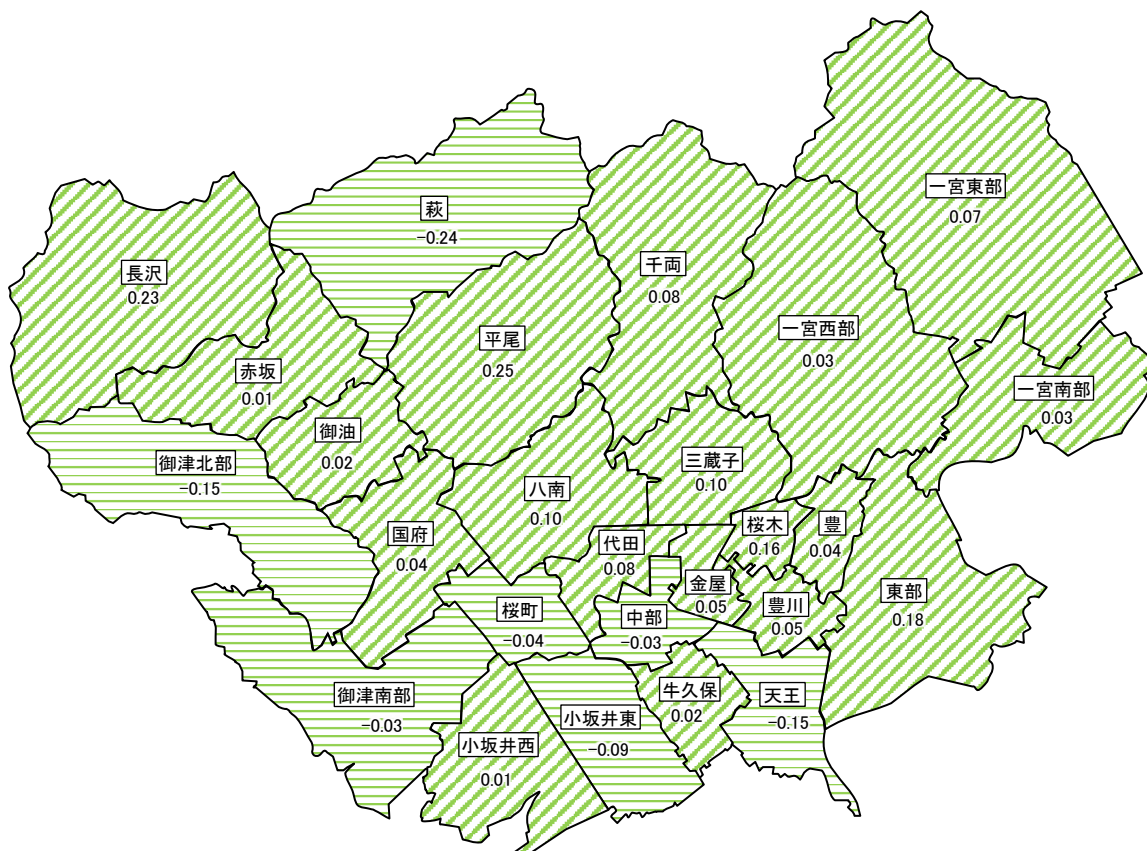 一宮東部
0.07
萩
-0.24
長沢
0.23
千両
0.08
一宮西部
0.03
平尾
0.25
赤坂
0.01
一宮南部
0.03
御油
0.02
御津北部
-0.15
三蔵子
0.10
八南
0.10
国府
0.04
代田
0.08
桜木
0.16
豊
0.04
金屋
0.05
東部
0.18
豊川
0.05
桜町
-0.04
中部
-0.03
御津南部
-0.03
牛久保
0.02
天王
-0.15
小坂井東
-0.09
小坂井西
0.01